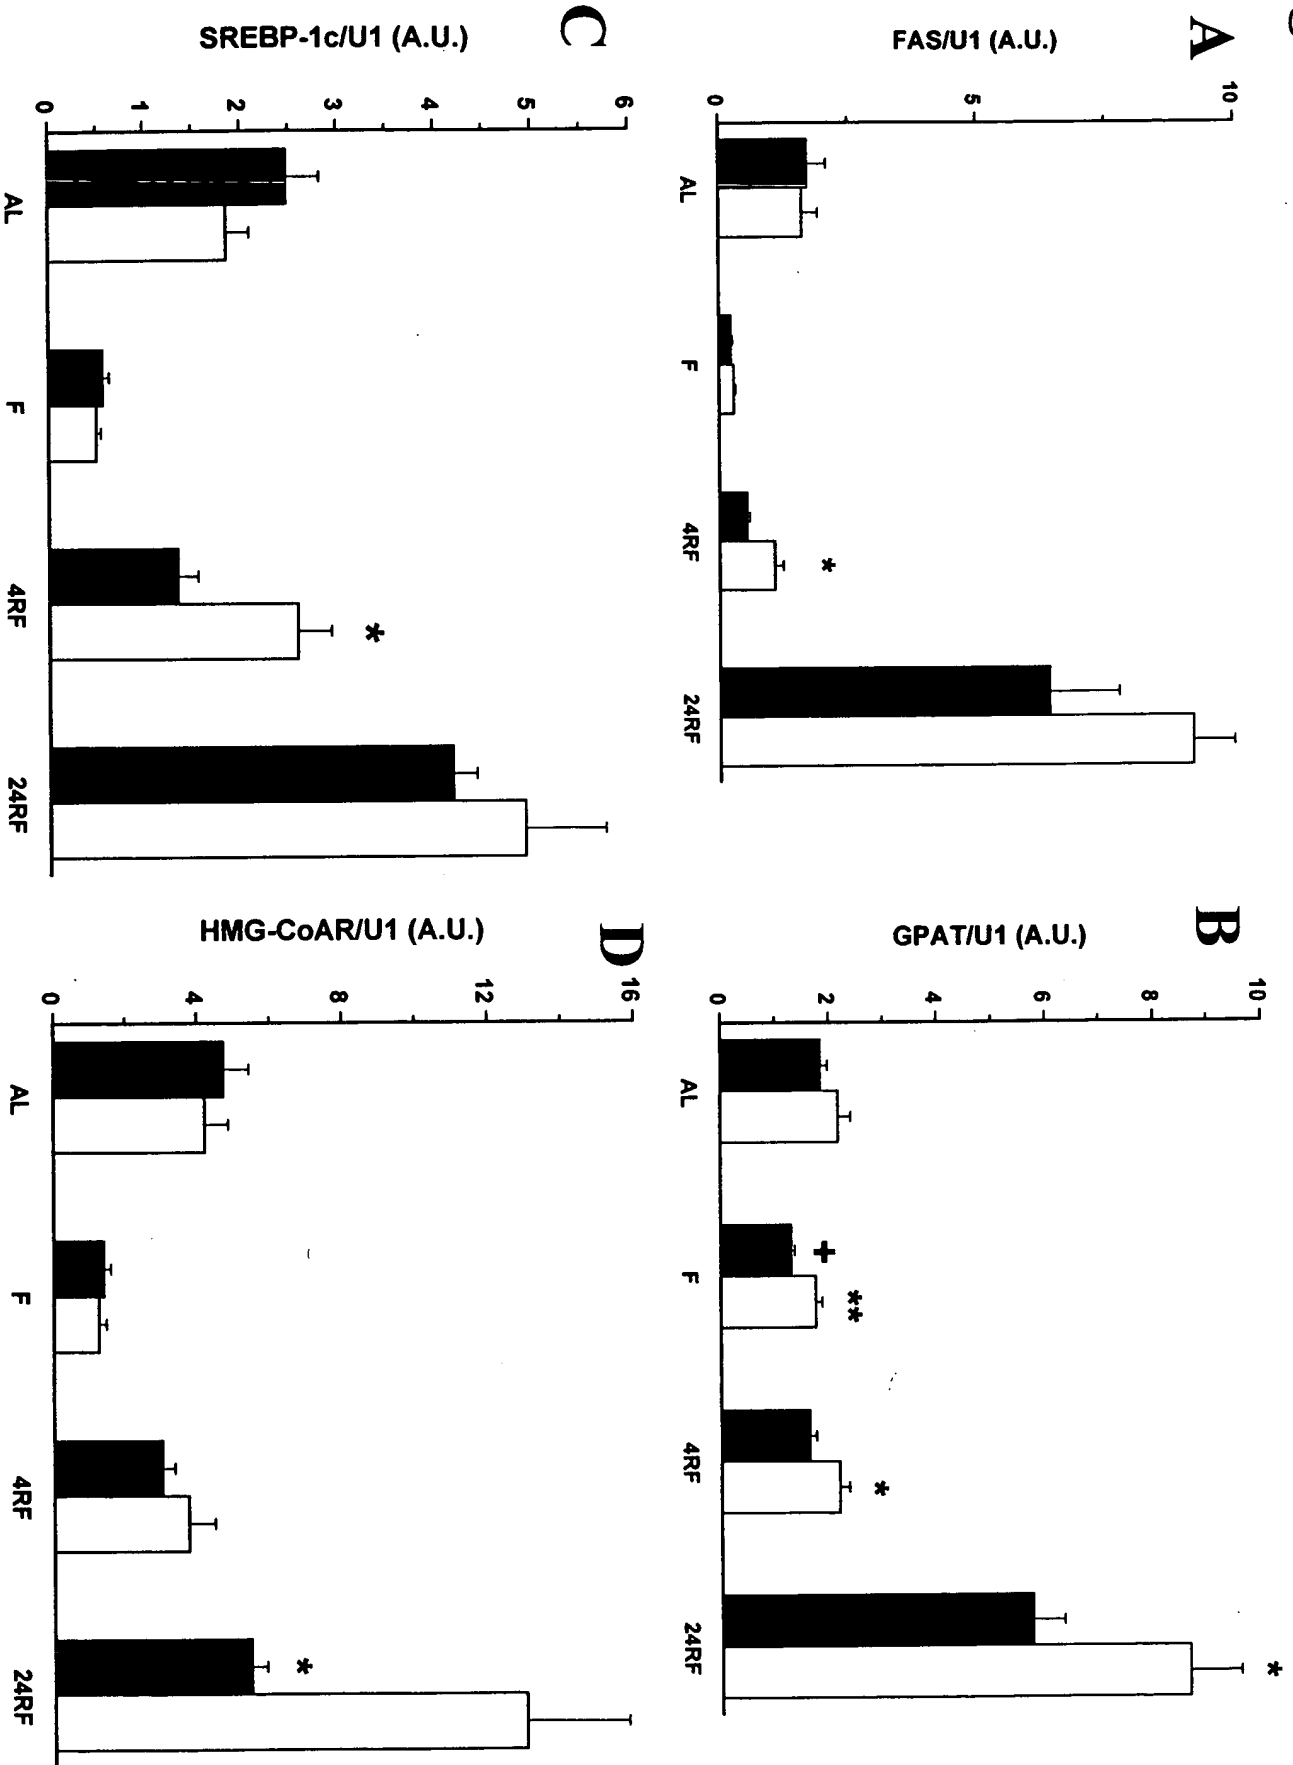 A
FAS/U1 (A.U.)
10
5
0
AL
F
4RF
24RF
*
B
GPAT/U1 (A.U.)
10
8
6
4
2
0
AL
F
4RF
24RF
+
**
*
*
C
SREBP-1c/U1 (A.U.)
6
5
4
3
2
1
0
AL
F
4RF
24RF
*
D
HMG-CoAR/U1 (A.U.)
16
12
8
4
0
AL
F
4RF
24RF
*